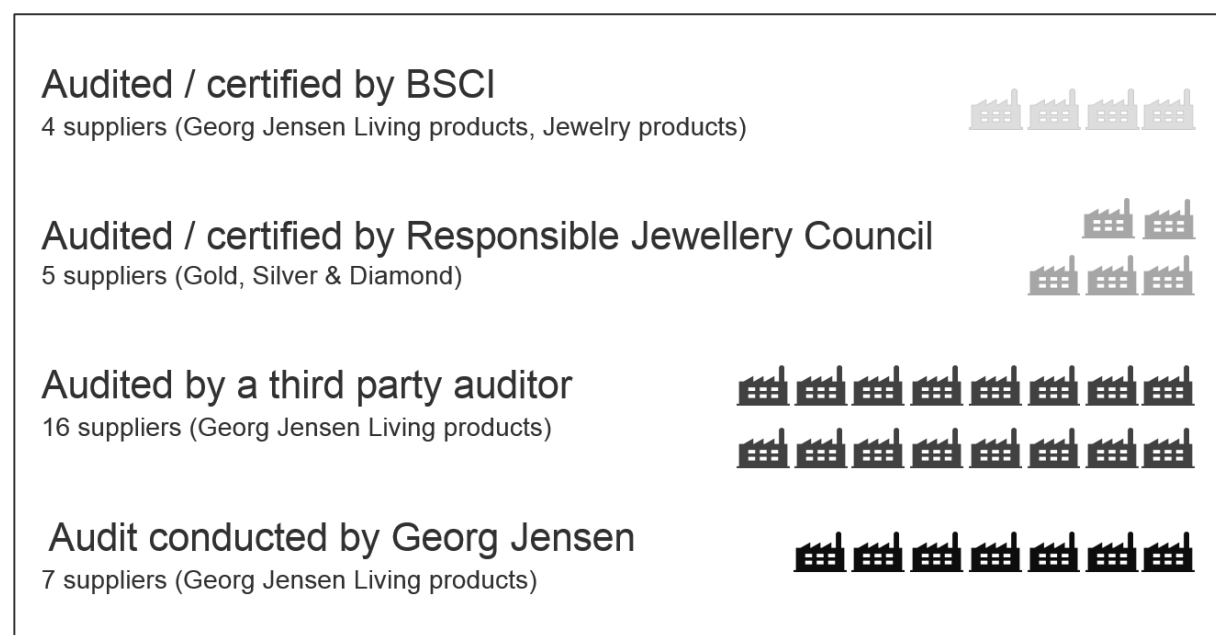 Audited / certified by BSCI
4 suppliers (Georg Jensen Living products, Jewelry products)
Audited / certified by Responsible Jewellery Council
5 suppliers (Gold, Silver & Diamond)
Audited by a third party auditor
16 suppliers (Georg Jensen Living products)
Audit conducted by Georg Jensen
7 suppliers (Georg Jensen Living products)